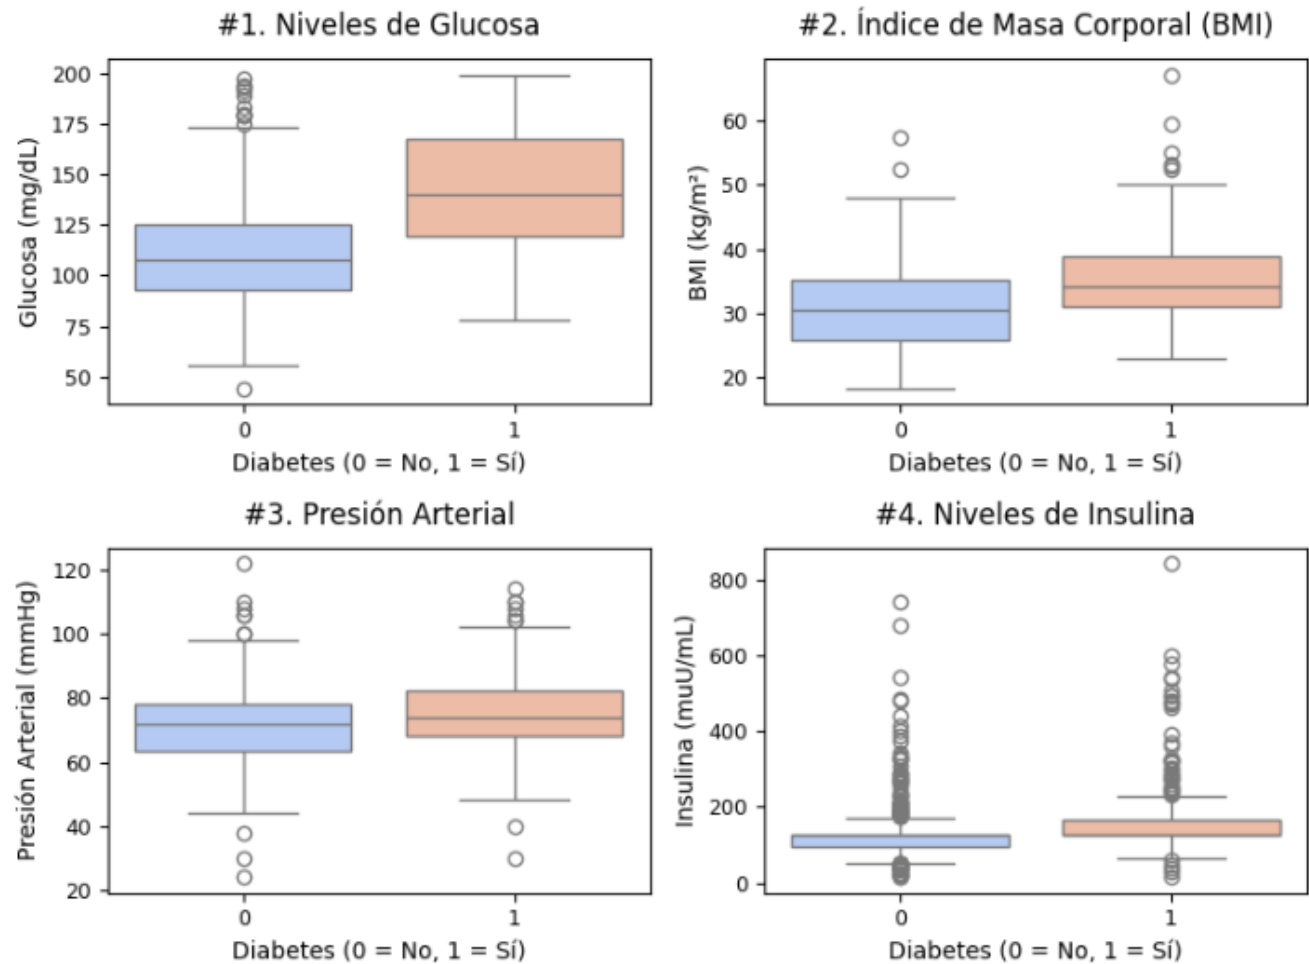 #1. Niveles de Glucosa
Glucosa (mg/dL)
200
175
150
125
100
75
50
0
1
Diabetes (0 = No, 1 = Sí)
#2. Índice de Masa Corporal (BMI)
BMI (kg/m²)
60
50
40
30
20
0
1
Diabetes (0 = No, 1 = Sí)
#3. Presión Arterial
Presión Arterial (mmHg)
120
100
80
60
40
20
0
1
Diabetes (0 = No, 1 = Sí)
#4. Niveles de Insulina
Insulina (muU/mL)
800
600
400
200
0
0
1
Diabetes (0 = No, 1 = Sí)